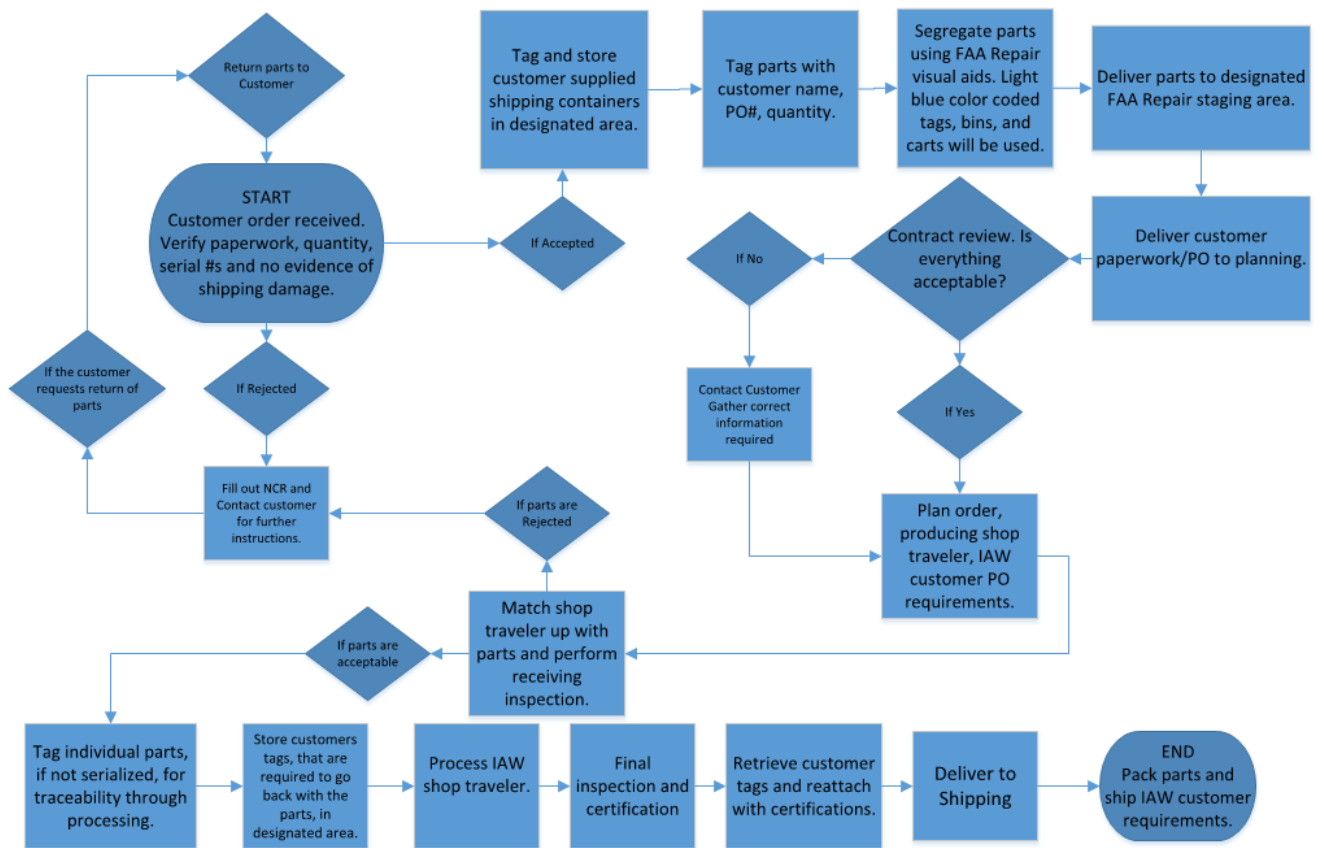 Return parts to
Customer
START
Customer order received.
Verify paperwork, quantity,
serial #s and no evidence of
shipping damage.
If Accepted
Tag and store
customer supplied
shipping containers
in designated area.
Tag parts with
customer name,
PO#, quantity.
Segregate parts
using FAA Repair
visual aids. Light
blue color coded
tags, bins, and
carts will be used.
Deliver parts to designated
FAA Repair staging area.
Deliver customer
paperwork/PO to planning.
Contract review. Is
everything
acceptable?
If No
Contact Customer
Gather correct
information
required
If Yes
Plan order,
producing shop
traveler, IAW
customer PO
requirements.
If Rejected
Fill out NCR and
Contact customer
for further
instructions.
If the customer
requests return of
parts
If parts are
Rejected
Match shop
traveler up with
parts and perform
receiving
inspection.
If parts are
acceptable
Tag individual parts,
if not serialized, for
traceability through
processing.
Store customers
tags, that are
required to go
back with the
parts, in
designated area.
Process IAW
shop traveler.
Final
inspection and
certification
Retrieve customer
tags and reattach
with certifications.
Deliver to
Shipping
END
Pack parts and
ship IAW customer
requirements.